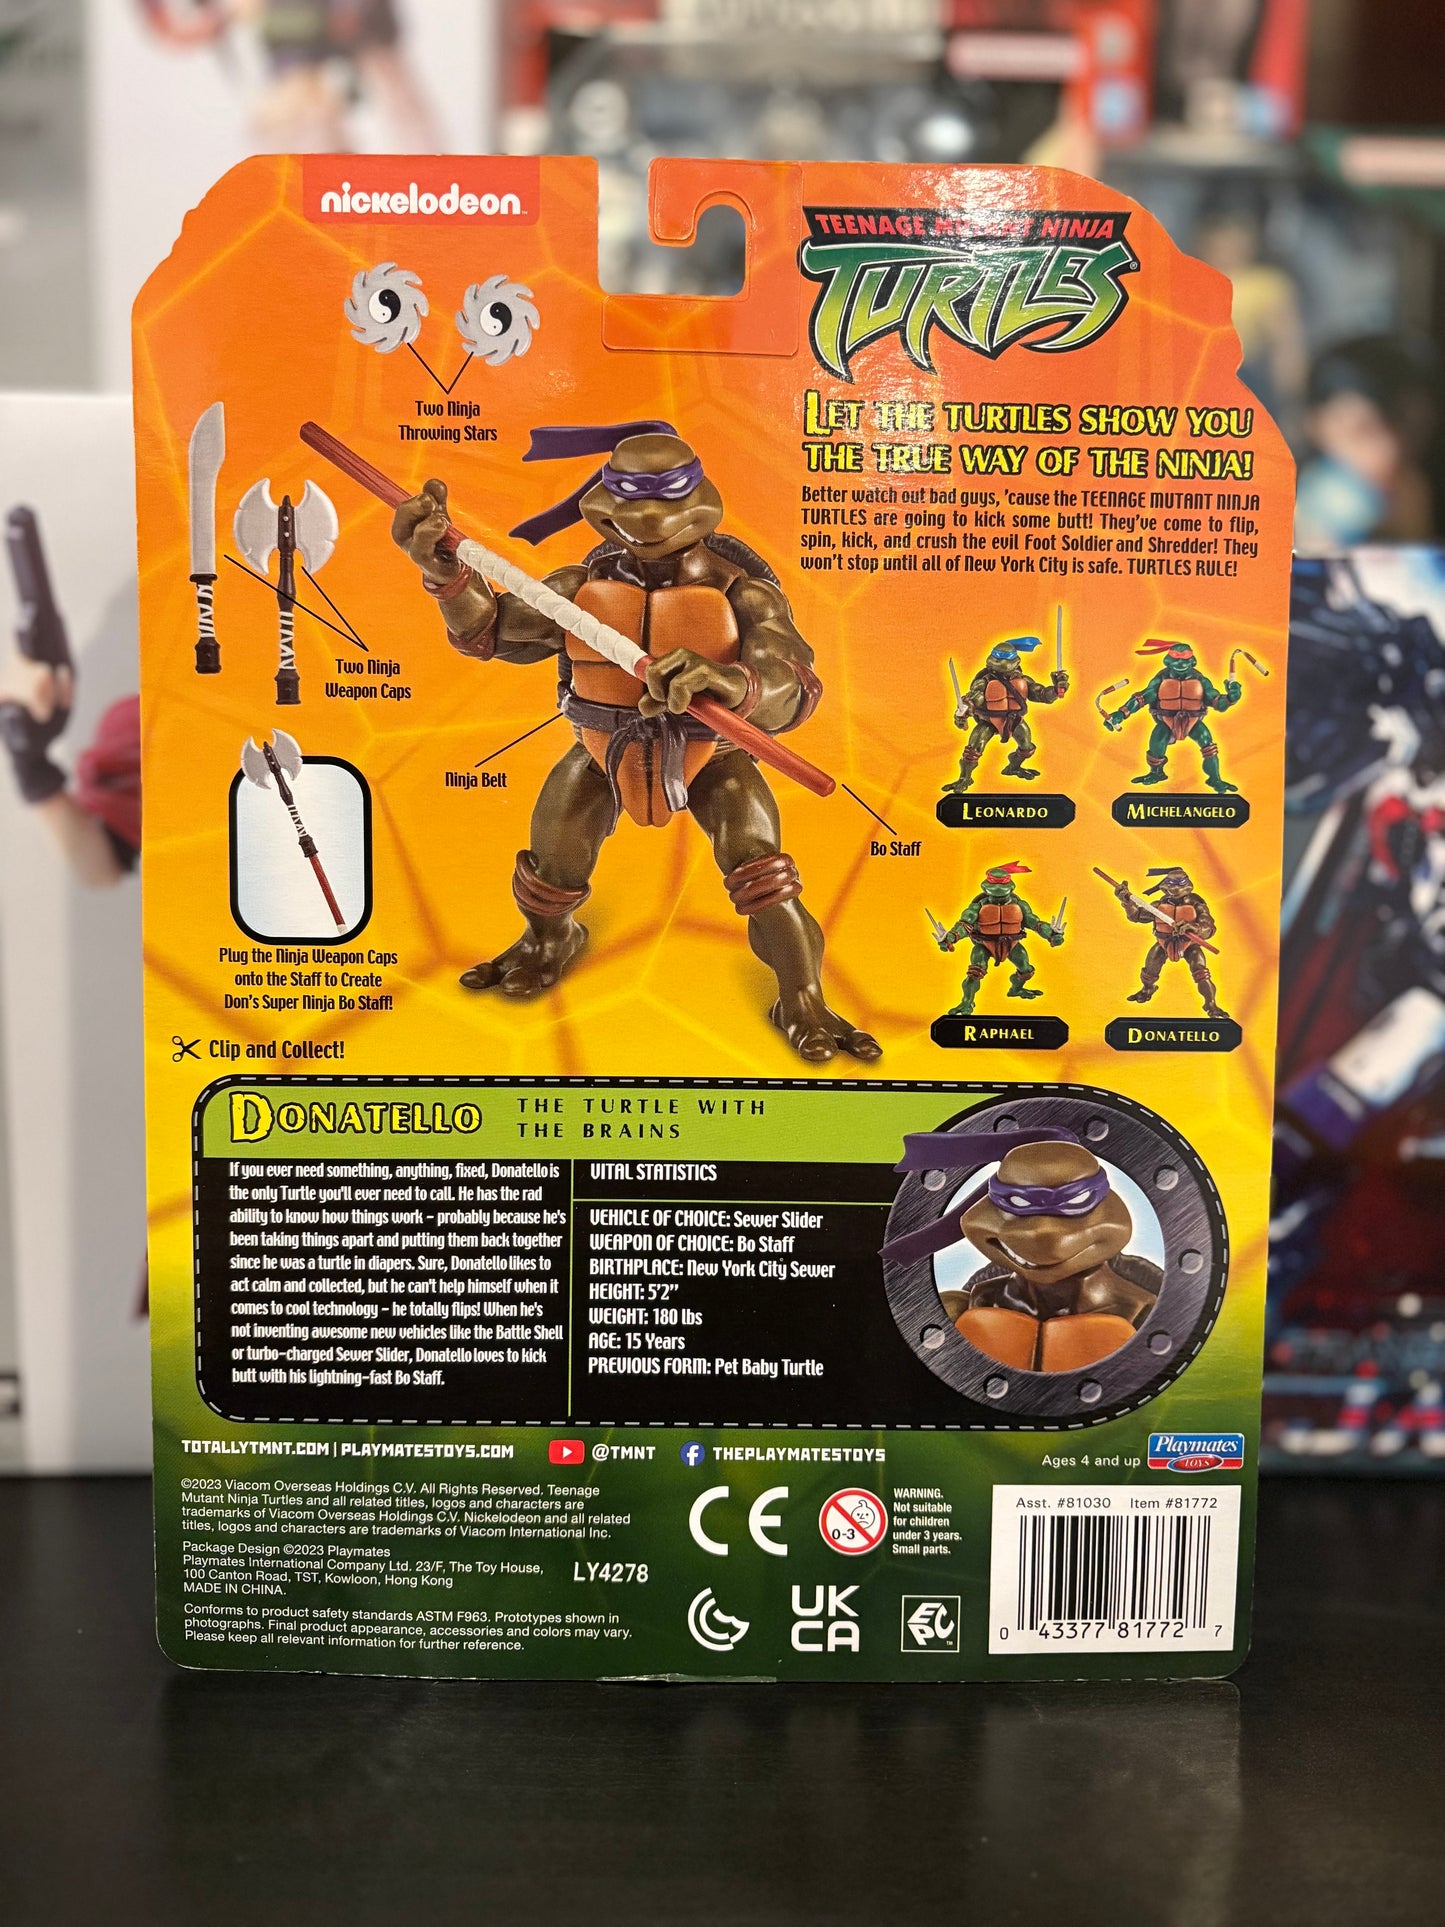 nickelodeon
TEENAGE MUTANT NINJA
TURTLES
Two Ninja
Throwing Stars
LET THE TURTLES SHOW YOU
THE TRUE WAY OF THE NINJA!
Better watch out bad guys, 'cause the TEENAGE MUTANT NINJA
TURTLES are going to kick some butt! They've come to flip,
spin, kick, and crush the evil Foot Soldier and Shredder! They
won't stop until all of New York City is safe. TURTLES RULE!
Two Ninja
Weapon Caps
Ninja Belt
Bo Staff
LEONARDO
MICHELANGELO
RAPHAEL
DONATELLO
Plug the Ninja Weapon Caps
onto the Staff to Create
Don's Super Ninja Bo Staff!
Clip and Collect!
DONATELLO
THE TURTLE WITH
THE BRAINS
If you ever need something, anything, fixed, Donatello is
the only Turtle you'll ever need to call. He has the rad
ability to know how things work – probably because he's
been taking things apart and putting them back together
since he was a turtle in diapers. Sure, Donatello likes to
act calm and collected, but he can't help himself when it
comes to cool technology – he totally flips! When he's
not inventing awesome new vehicles like the Battle Shell
or turbo-charged Sewer Slider, Donatello loves to kick
butt with his lightning-fast Bo Staff.
VITAL STATISTICS
VEHICLE OF CHOICE: Sewer Slider
WEAPON OF CHOICE: Bo Staff
BIRTHPLACE: New York City Sewer
HEIGHT: 5'2"
WEIGHT: 180 lbs
AGE: 15 Years
PREVIOUS FORM: Pet Baby Turtle
TOTALLYTMNT.COM | PLAYMATESTOYS.COM
@TMNT
THEPLAYMATESTOYS
Ages 4 and up
Playmates
TOYS
©2023 Viacom Overseas Holdings C.V. All Rights Reserved. Teenage
Mutant Ninja Turtles and all related titles, logos and characters are
trademarks of Viacom Overseas Holdings C.V. Nickelodeon and all related
titles, logos and characters are trademarks of Viacom International Inc.
Package Design ©2023 Playmates
Playmates International Company Ltd. 23/F, The Toy House,
100 Canton Road, TST, Kowloon, Hong Kong
MADE IN CHINA.
LY4278
Conforms to product safety standards ASTM F963. Prototypes shown in
photographs. Final product appearance, accessories and colors may vary.
Please keep all relevant information for further reference.
CE
0-3
WARNING.
Not suitable
for children
under 3 years.
Small parts.
UK
CA
EPC
Asst. #81030 Item #81772
0 43377 81772 7